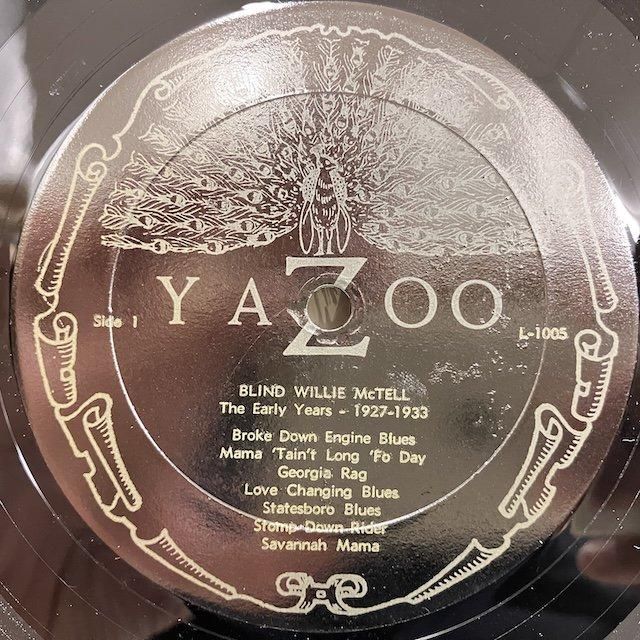 YAZOO
Side 1
L-1005
BLIND WILLIE McTELL
The Early Years - 1927-1933
Broke Down Engine Blues
Mama 'Tain't Long 'Fo Day
Georgia Rag
Love Changing Blues
Statesboro Blues
Stomp Down Rider
Savannah Mama